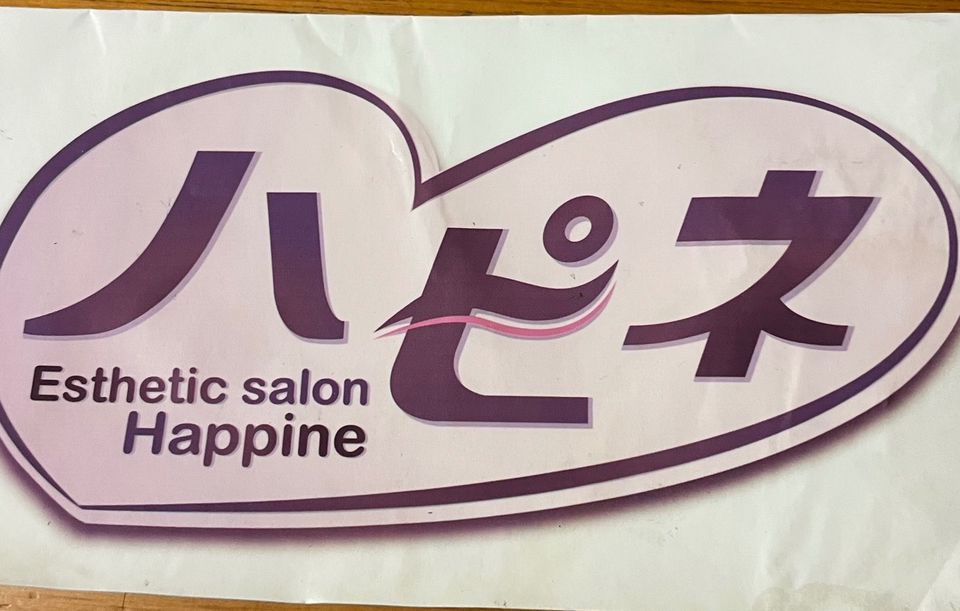 ハピネ
Esthetic salon
Happine